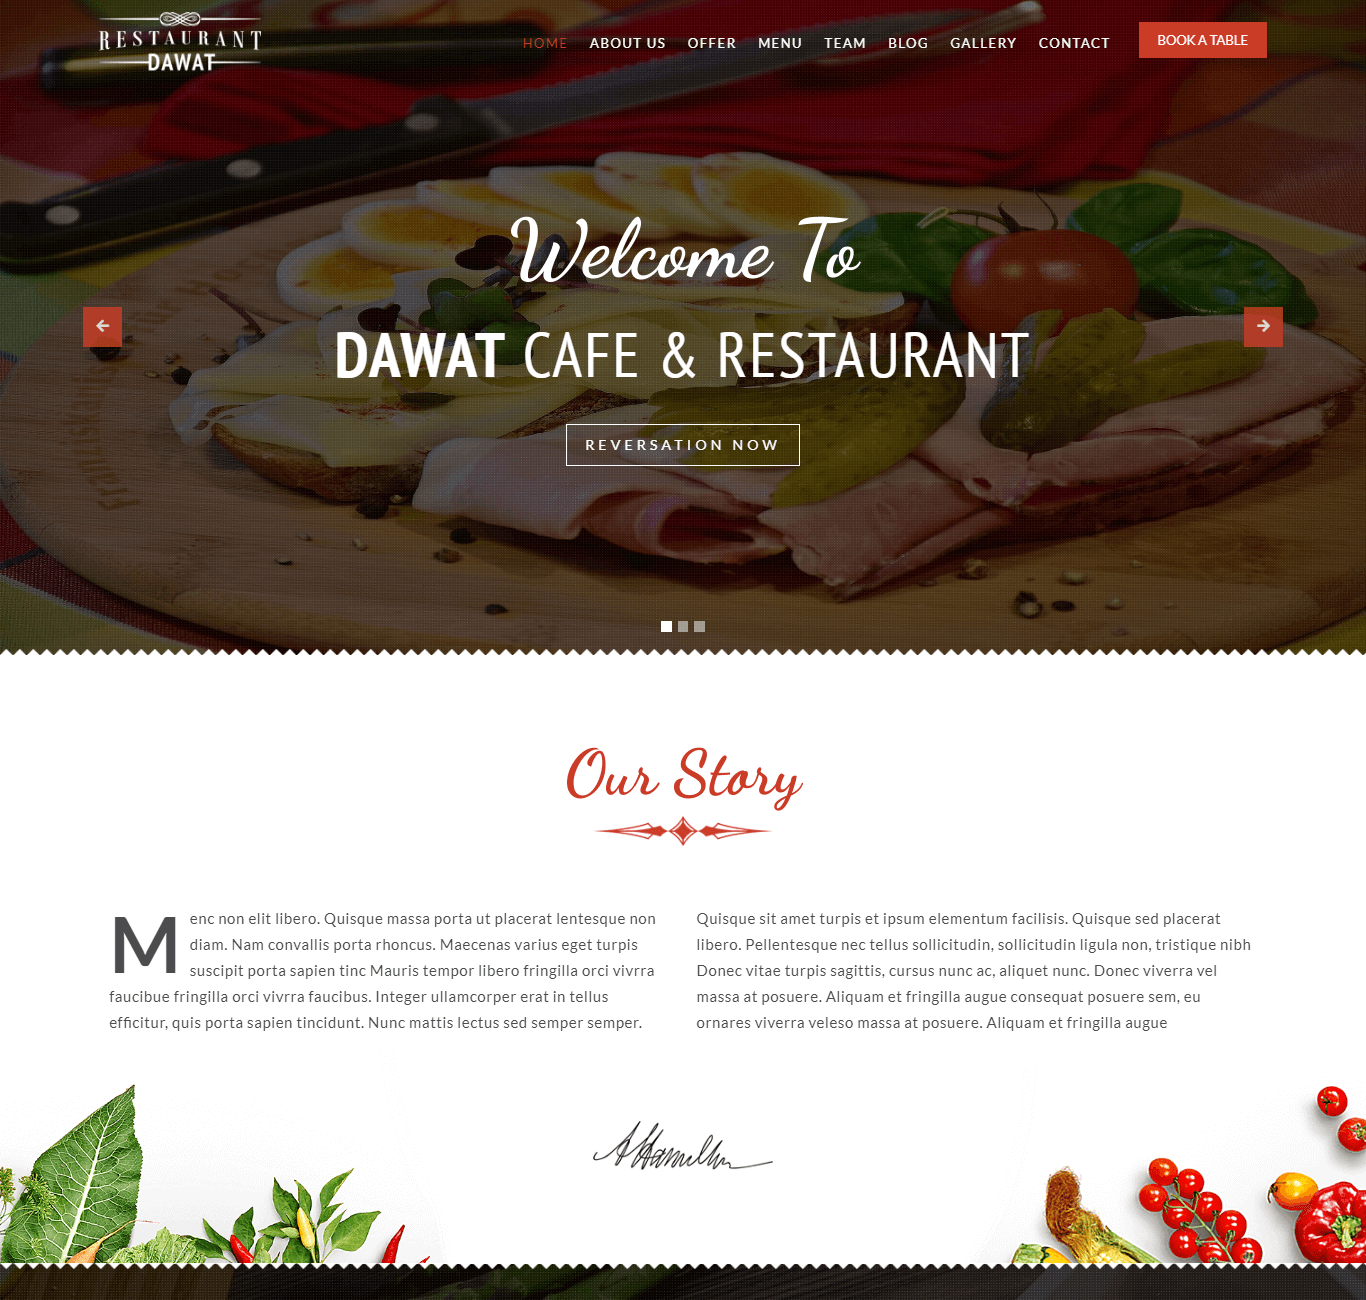 RESTAURANT
DAWAT
HOME ABOUT US OFFER MENU TEAM BLOG GALLERY CONTACT BOOK A TABLE
Welcome To
DAWAT CAFE & RESTAURANT
REVERSATION NOW
Our Story
Menc non elit libero. Quisque massa porta ut placerat lentesque non
diam. Nam convallis porta rhoncus. Maecenas varius eget turpis
suscipit porta sapien tinc Mauris tempor libero fringilla orci vivrra
faucibue fringilla orci vivrra faucibus. Integer ullamcorper erat in tellus
efficitur, quis porta sapien tincidunt. Nunc mattis lectus sed semper semper.
Quisque sit amet turpis et ipsum elementum facilisis. Quisque sed placerat
libero. Pellentesque nec tellus sollicitudin, sollicitudin ligula non, tristique nibh
Donec vitae turpis sagittis, cursus nunc ac, aliquet nunc. Donec viverra vel
massa at posuere. Aliquam et fringilla augue consequat posuere sem, eu
ornares viverra veleso massa at posuere. Aliquam et fringilla augue